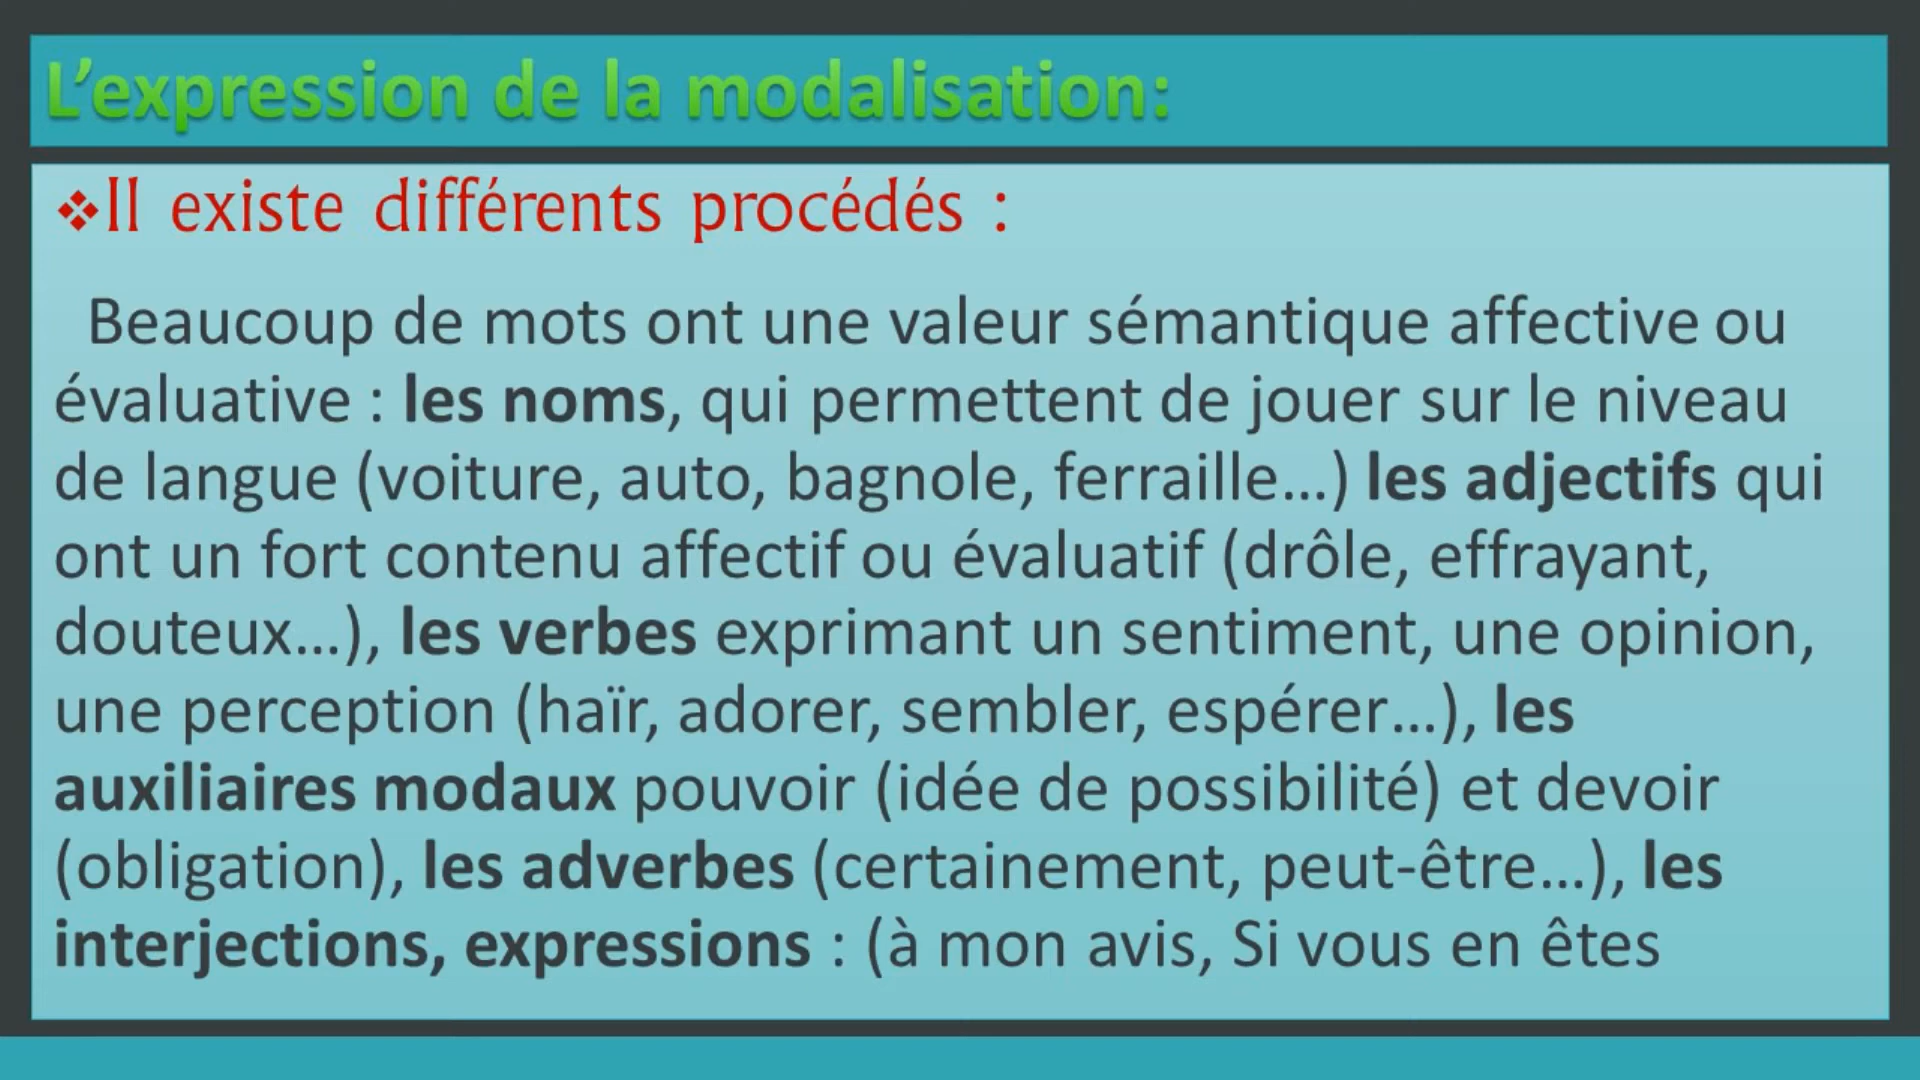 L’expression de la modalisation:
❖Il existe différents procédés :
Beaucoup de mots ont une valeur sémantique affective ou
évaluative : les noms, qui permettent de jouer sur le niveau
de langue (voiture, auto, bagnole, ferraille…) les adjectifs qui
ont un fort contenu affectif ou évaluatif (drôle, effrayant,
douteux…), les verbes exprimant un sentiment, une opinion,
une perception (haïr, adorer, sembler, espérer…), les
auxiliaires modaux pouvoir (idée de possibilité) et devoir
(obligation), les adverbes (certainement, peut-être…), les
interjections, expressions : (à mon avis, Si vous en êtes